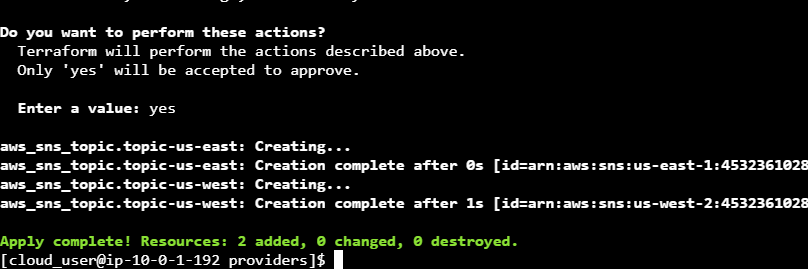 Do you want to perform these actions?
Terraform will perform the actions described above.
Only 'yes' will be accepted to approve.
Enter a value: yes
aws_sns_topic.topic-us-east: Creating...
aws_sns_topic.topic-us-east: Creation complete after 0s [id=arn:aws:sns:us-east-1:4532361028
aws_sns_topic.topic-us-west: Creating...
aws_sns_topic.topic-us-west: Creation complete after 1s [id=arn:aws:sns:us-west-2:4532361028
Apply complete! Resources: 2 added, 0 changed, 0 destroyed.
[cloud_user@ip-10-0-1-192 providers]$